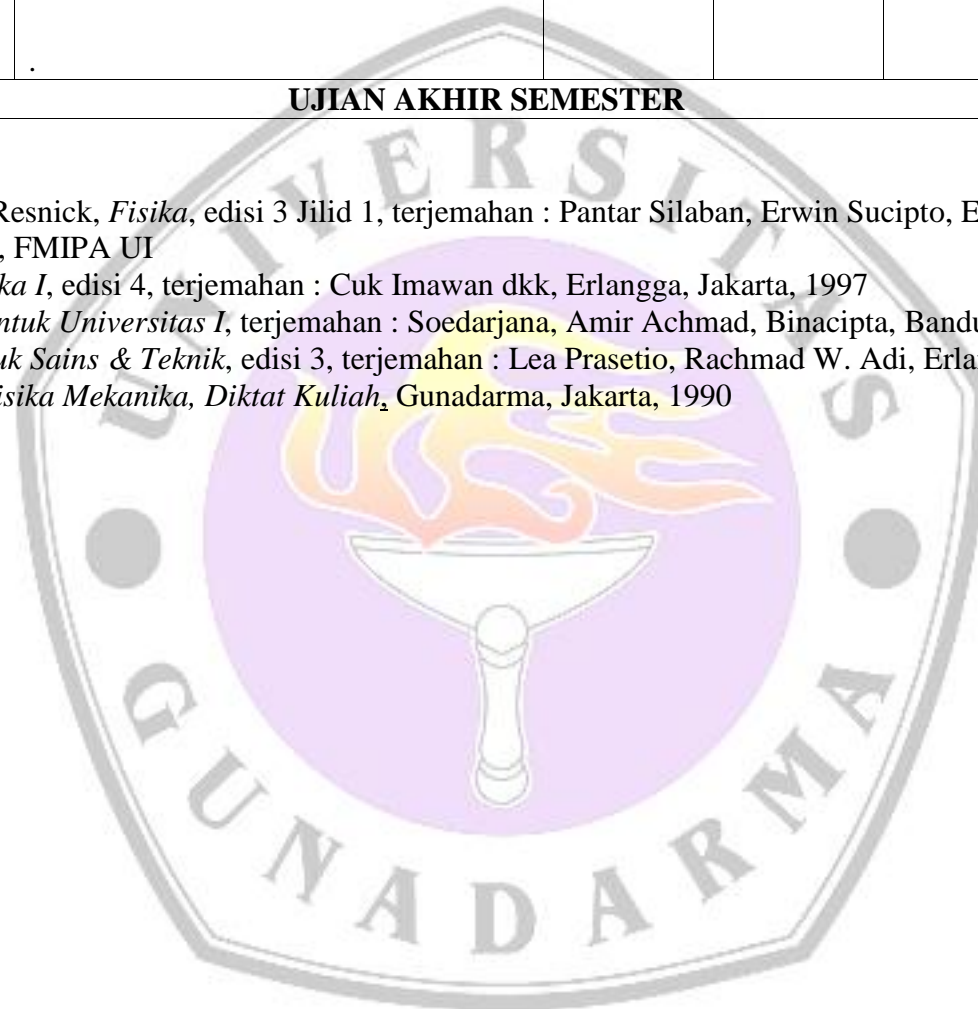 .
UJIAN AKHIR SEMESTER
Resnick, Fisika, edisi 3 Jilid 1, terjemahan : Pantar Silaban, Erwin Sucipto, E
, FMIPA UI
ka I, edisi 4, terjemahan : Cuk Imawan dkk, Erlangga, Jakarta, 1997
ntuk Universitas I, terjemahan : Soedarjana, Amir Achmad, Binacipta, Bandu
uk Sains & Teknik, edisi 3, terjemahan : Lea Prasetio, Rachmad W. Adi, Erla
isika Mekanika, Diktat Kuliah, Gunadarma, Jakarta, 1990
UNIVERSITAS
GUNADARMA